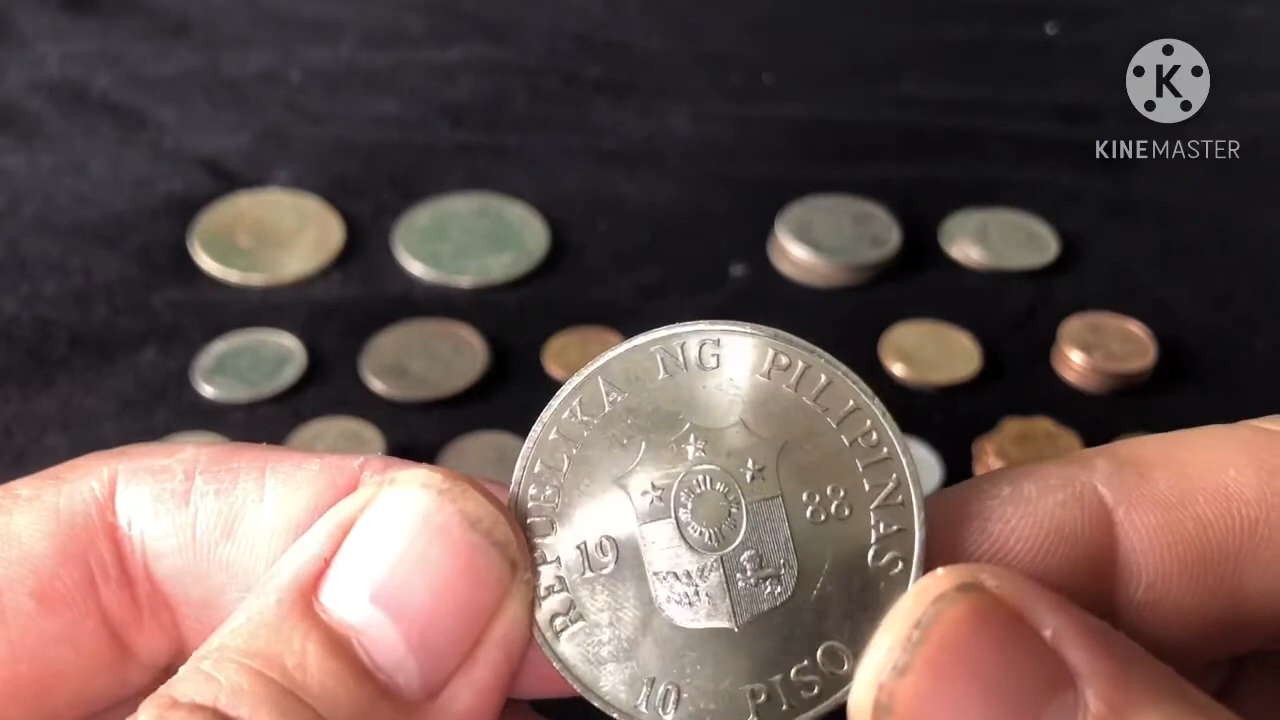 K
KINEMASTER
REPUBLIKA NG PILIPINAS
19 88
10 PISO